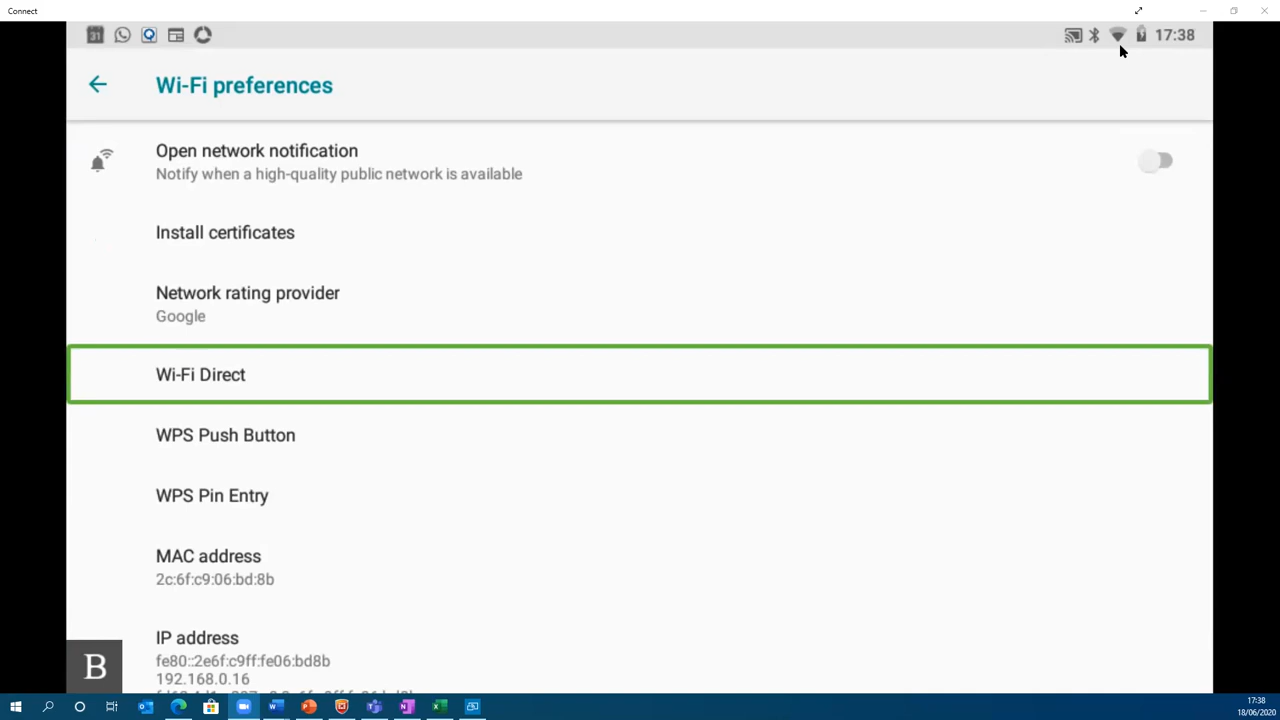 Connect
31
17:38
Wi-Fi preferences
Open network notification
Notify when a high-quality public network is available
Install certificates
Network rating provider
Google
Wi-Fi Direct
WPS Push Button
WPS Pin Entry
MAC address
2c:6f:c9:06:bd:8b
IP address
fe80::2e6f:c9ff:fe06:bd8b
192.168.0.16
B
17:38
18/06/2020